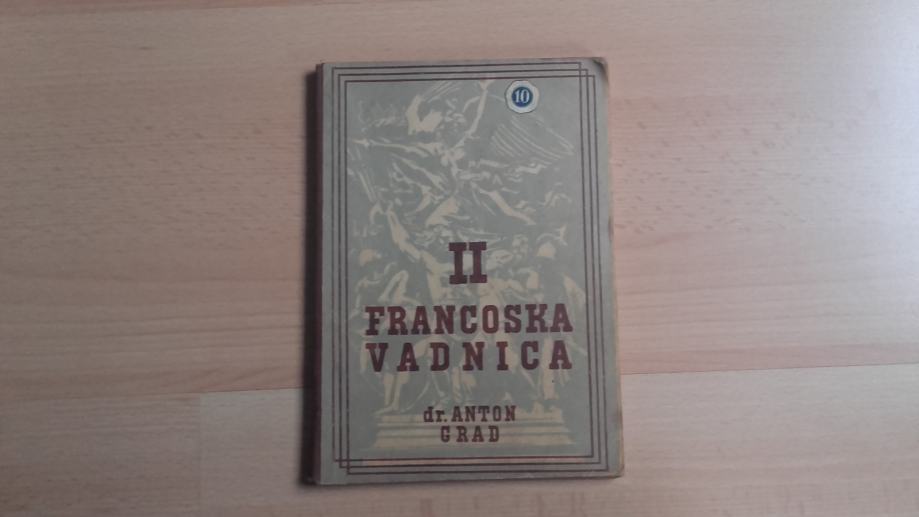 10
II
FRANCOSKA
VADNICA
dr. ANTON
GRAD